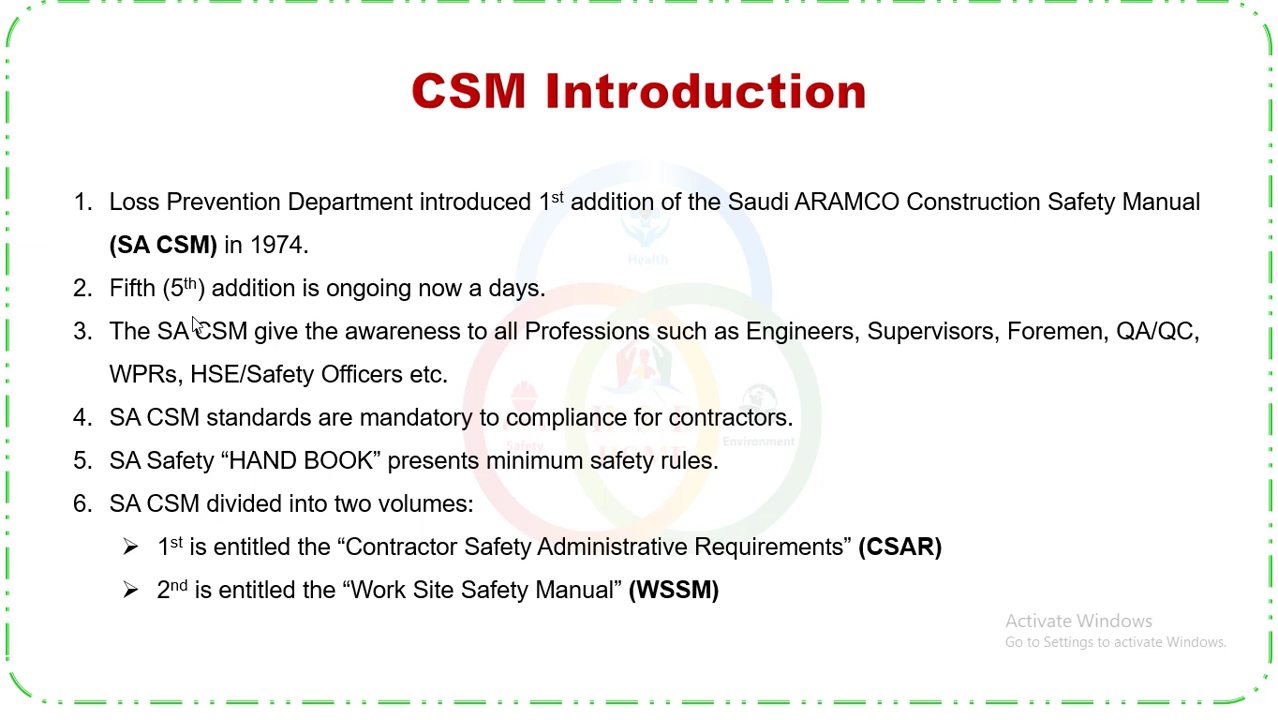 CSM Introduction
1. Loss Prevention Department introduced 1st addition of the Saudi ARAMCO Construction Safety Manual
(SA CSM) in 1974.
2. Fifth (5th) addition is ongoing now a days.
3. The SA CSM give the awareness to all Professions such as Engineers, Supervisors, Foremen, QA/QC,
WPRs, HSE/Safety Officers etc.
4. SA CSM standards are mandatory to compliance for contractors.
5. SA Safety “HAND BOOK” presents minimum safety rules.
6. SA CSM divided into two volumes:
➢ 1st is entitled the “Contractor Safety Administrative Requirements” (CSAR)
➢ 2nd is entitled the “Work Site Safety Manual” (WSSM)
Health
Safety
Environment
Activate Windows
Go to Settings to activate Windows.